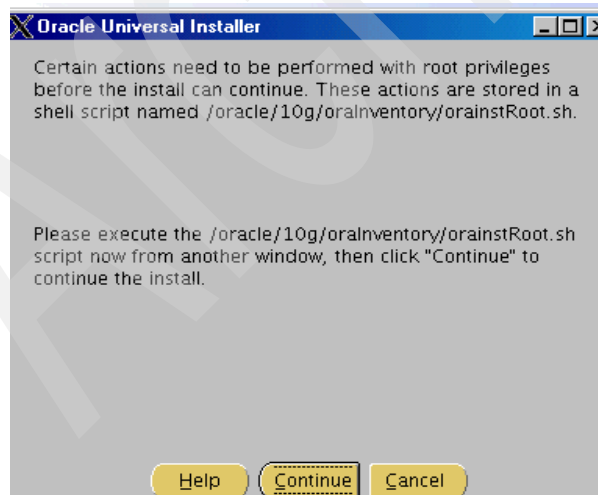 Oracle Universal Installer
Certain actions need to be performed with root privileges
before the install can continue. These actions are stored in a
shell script named /oracle/10g/oraInventory/orainstRoot.sh.
Please execute the /oracle/10g/oraInventory/orainstRoot.sh
script now from another window, then click "Continue" to
continue the install.
Help Continue Cancel